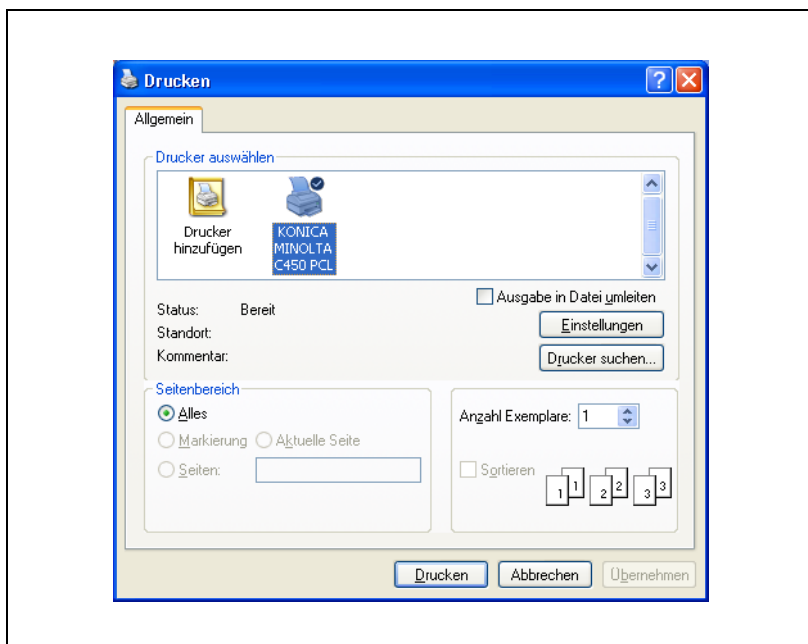 Drucken
Allgemein
Drucker auswählen
Drucker
hinzufügen
KONICA
MINOLTA
C450 PCL
Status: Bereit
Standort:
Kommentar:
Ausgabe in Datei umleiten
Einstellungen
Drucker suchen...
Seitenbereich
Alles
Markierung Aktuelle Seite
Seiten:
Anzahl Exemplare: 1
Sortieren
1 1 2 2 3 3
Drucken Abbrechen Übernehmen